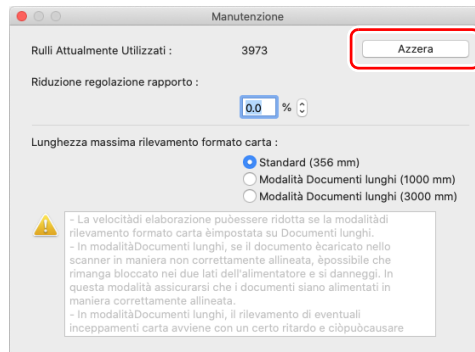 Manutenzione
Rulli Attualmente Utilizzati : 3973 Azzera
Riduzione regolazione rapporto :
0.0 %
Lunghezza massima rilevamento formato carta :
Standard (356 mm)
Modalità Documenti lunghi (1000 mm)
Modalità Documenti lunghi (3000 mm)
- La velocitàdi elaborazione puòessere ridotta se la modalitàdi
rilevamento formato carta èimpostata su Documenti lunghi.
- In modalitàDocumenti lunghi, se il documento ècaricato nello
scanner in maniera non correttamente allineata, èpossibile che
rimanga bloccato nei due lati dell'alimentatore e si danneggi. In
questa modalità assicurarsi che i documenti siano alimentati in
maniera correttamente allineata.
- In modalitàDocumenti lunghi, il rilevamento di eventuali
inceppamenti carta avviene con un certo ritardo e ciòpuòcausare